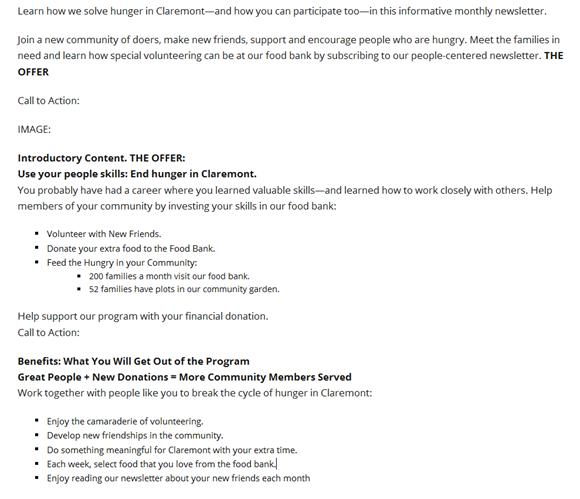 Learn how we solve hunger in Claremont—and how you can participate too—in this informative monthly newsletter.
Join a new community of doers, make new friends, support and encourage people who are hungry. Meet the families in
need and learn how special volunteering can be at our food bank by subscribing to our people-centered newsletter. THE
OFFER
Call to Action:
IMAGE:
Introductory Content. THE OFFER:
Use your people skills: End hunger in Claremont.
You probably have had a career where you learned valuable skills—and learned how to work closely with others. Help
members of your community by investing your skills in our food bank:
▪ Volunteer with New Friends.
▪ Donate your extra food to the Food Bank.
▪ Feed the Hungry in your Community:
▪ 200 families a month visit our food bank.
▪ 52 families have plots in our community garden.
Help support our program with your financial donation.
Call to Action:
Benefits: What You Will Get Out of the Program
Great People + New Donations = More Community Members Served
Work together with people like you to break the cycle of hunger in Claremont:
▪ Enjoy the camaraderie of volunteering.
▪ Develop new friendships in the community.
▪ Do something meaningful for Claremont with your extra time.
▪ Each week, select food that you love from the food bank.
▪ Enjoy reading our newsletter about your new friends each month